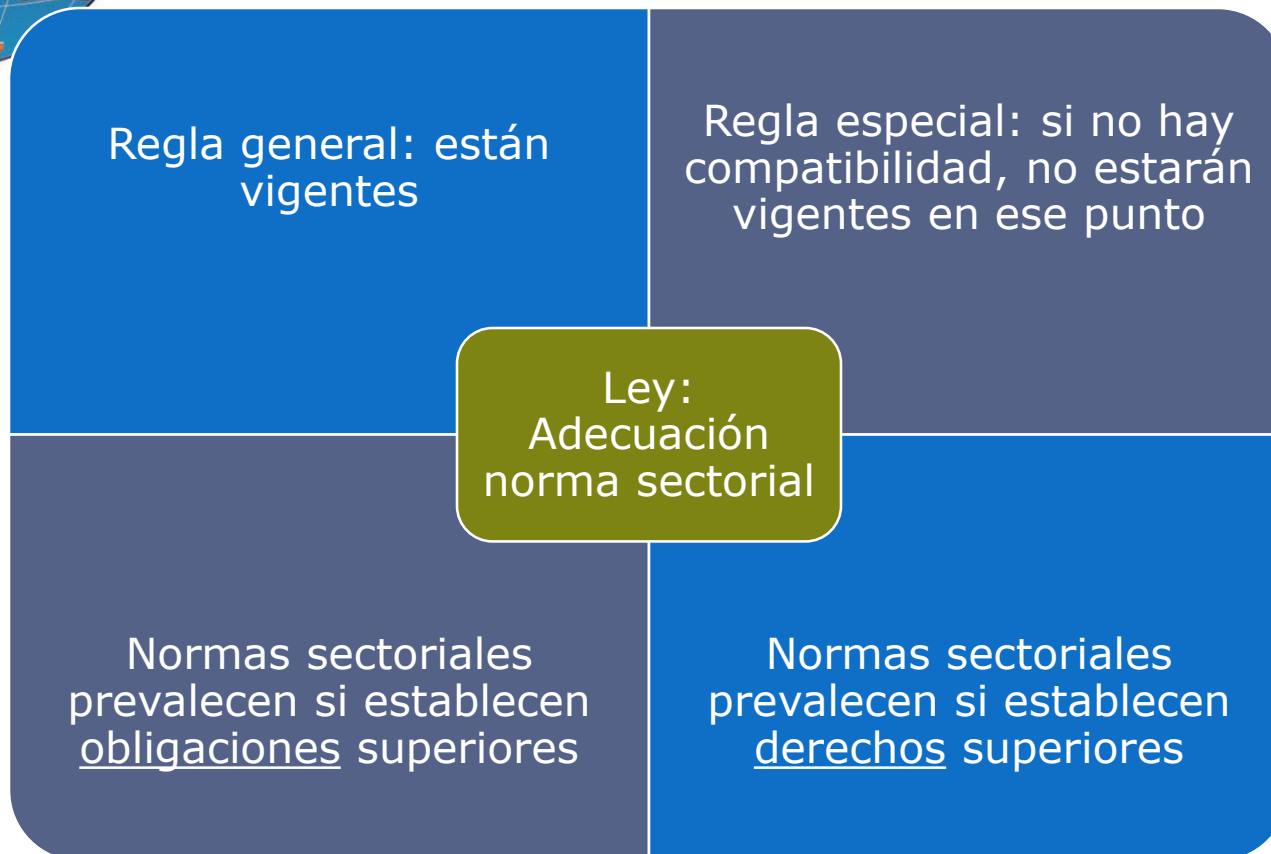 Regla general: están
vigentes
Regla especial: si no hay
compatibilidad, no estarán
vigentes en ese punto
Ley:
Adecuación
norma sectorial
Normas sectoriales
prevalecen si establecen
obligaciones superiores
Normas sectoriales
prevalecen si establecen
derechos superiores